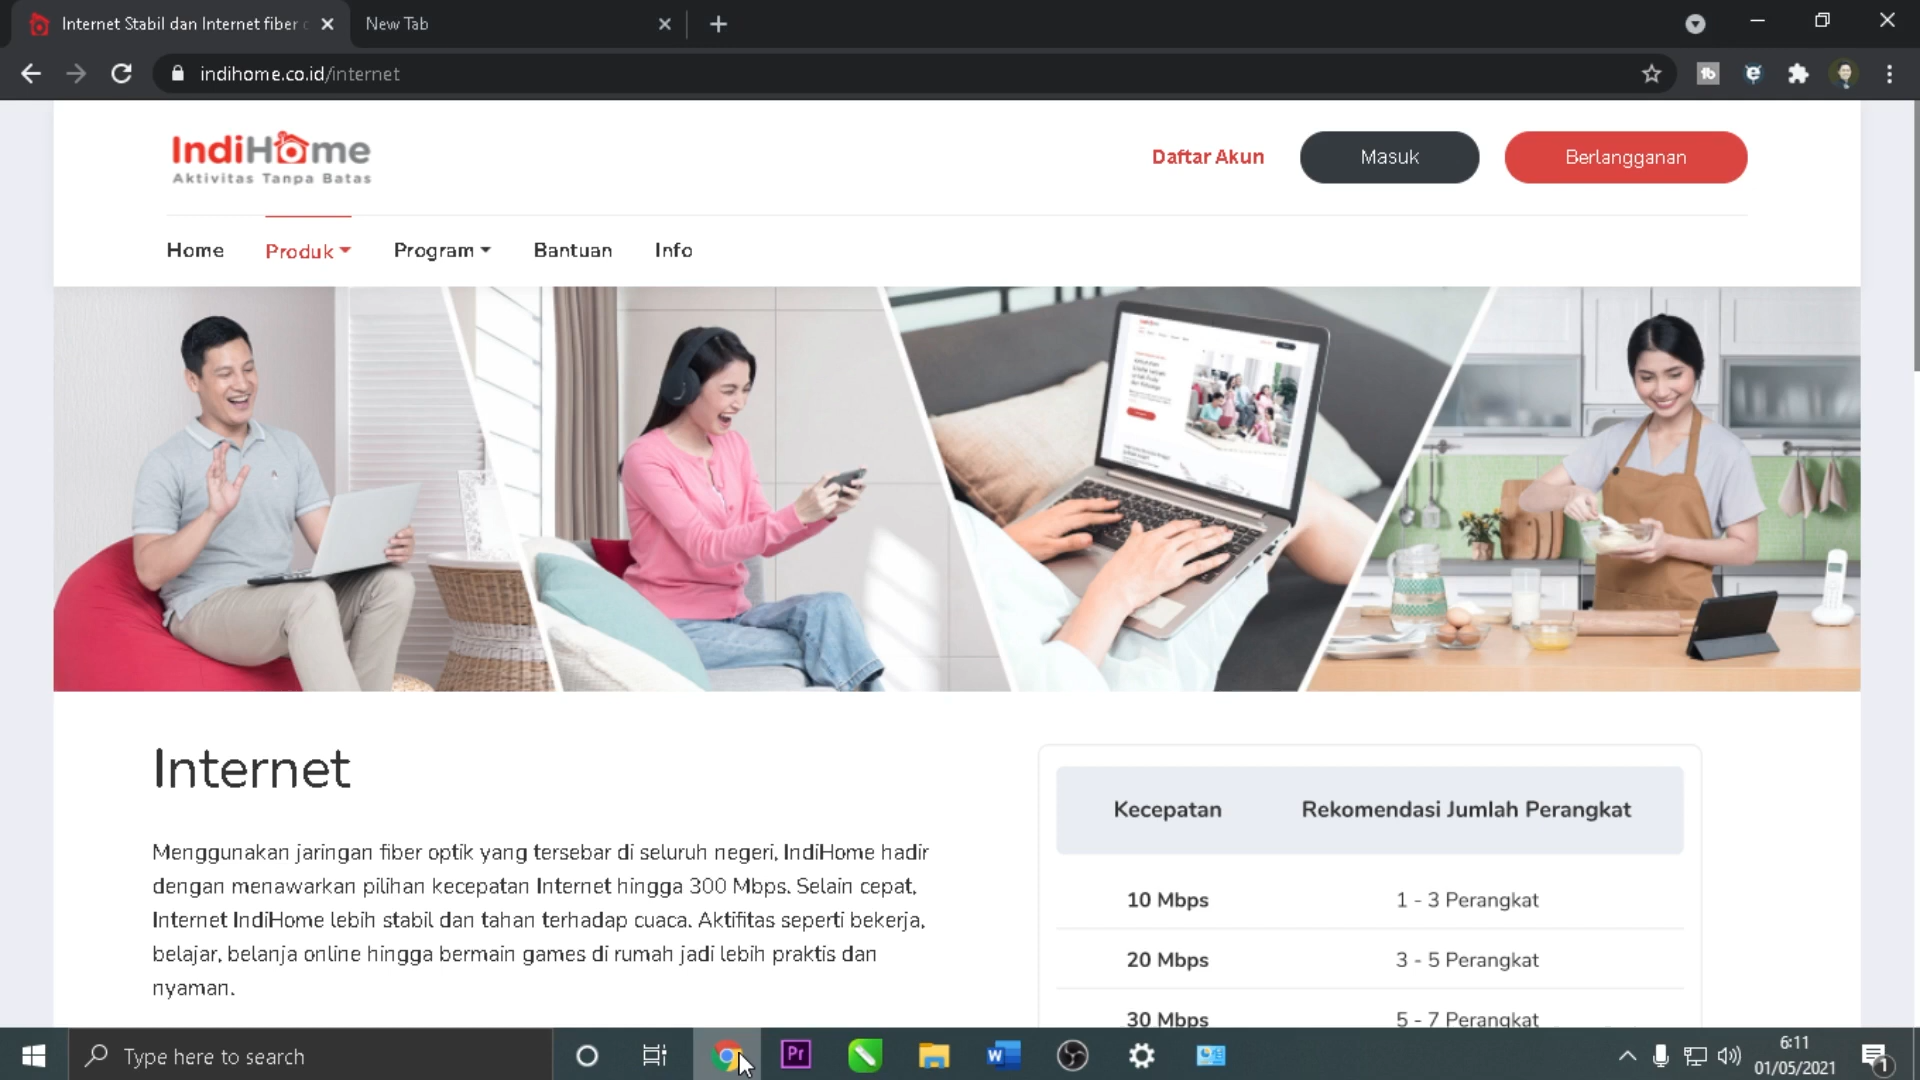 Internet Stabil dan Internet fiber
New Tab
indihome.co.id/internet
IndiHome
Aktivitas Tanpa Batas
Daftar Akun
Masuk
Berlangganan
Home
Produk
Program
Bantuan
Info
Internet
Menggunakan jaringan fiber optik yang tersebar di seluruh negeri, IndiHome hadir
dengan menawarkan pilihan kecepatan Internet hingga 300 Mbps. Selain cepat,
Internet IndiHome lebih stabil dan tahan terhadap cuaca. Aktifitas seperti bekerja,
belajar, belanja online hingga bermain games di rumah jadi lebih praktis dan
nyaman.
Kecepatan Rekomendasi Jumlah Perangkat
10 Mbps 1 - 3 Perangkat
20 Mbps 3 - 5 Perangkat
30 Mbps 5 - 7 Perangkat
Type here to search
Pr
W
6:11
01/05/2021
1